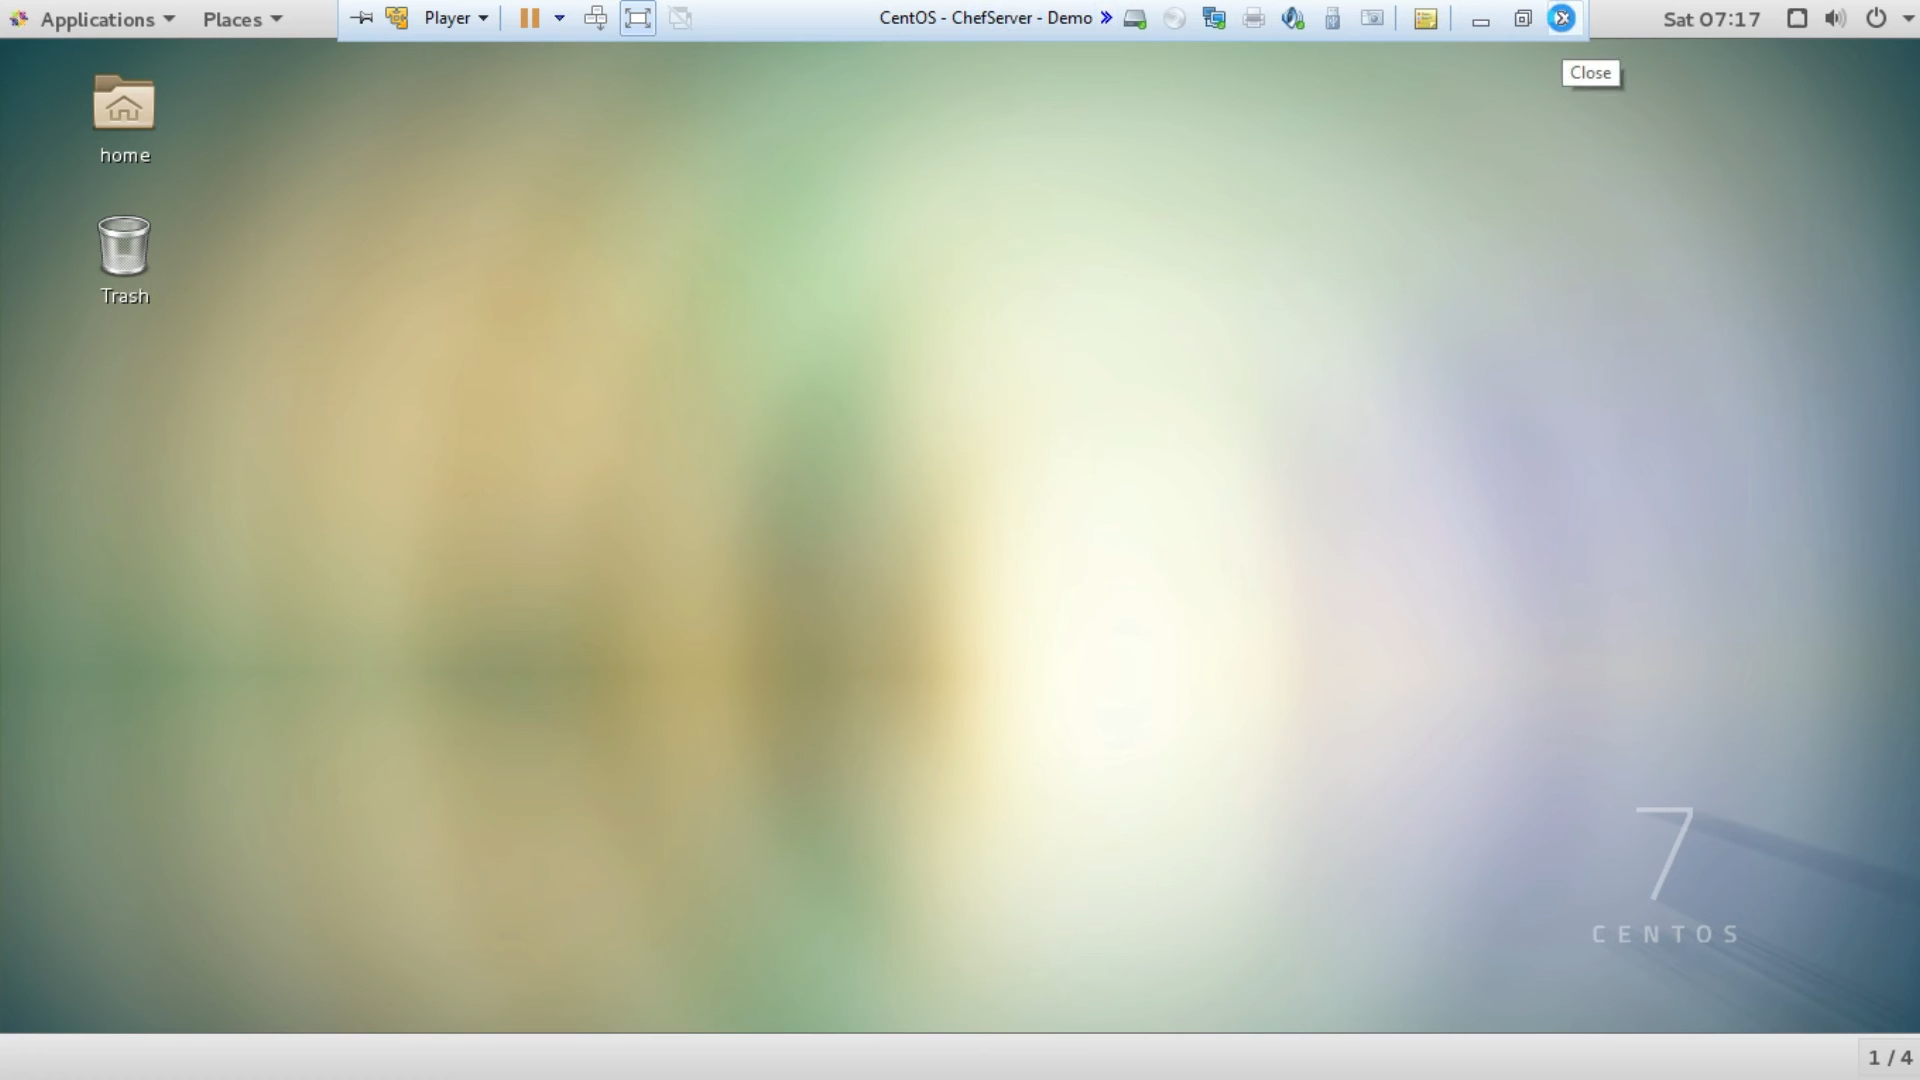 Applications Places Player CentOS - ChefServer - Demo Sat 07:17
Close
home
Trash
7
CENTOS
1 / 4